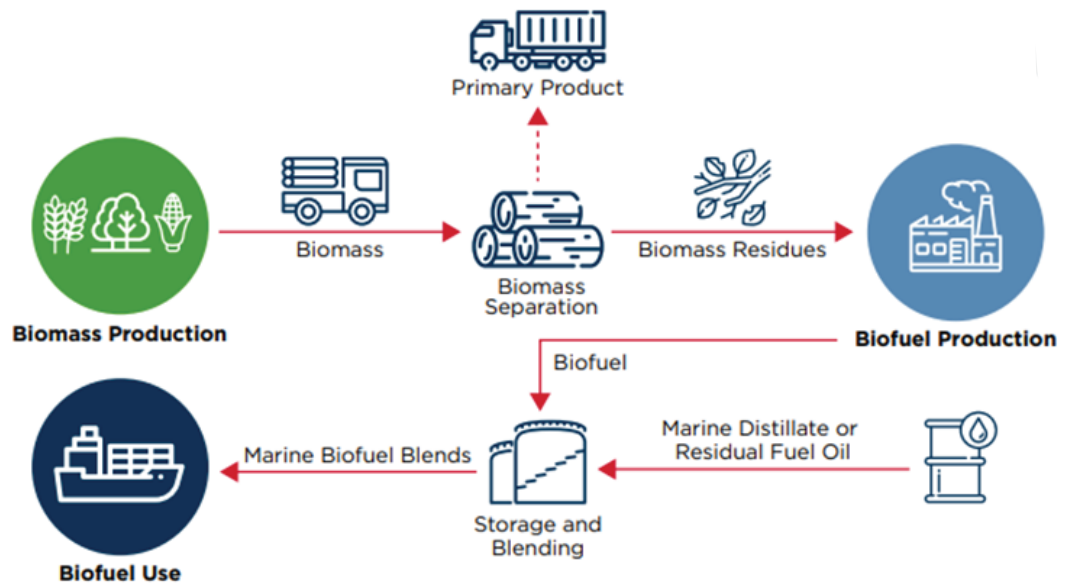 Primary Product
Biomass
Biomass Residues
Biomass
Separation
Biomass Production
Biofuel Production
Biofuel
Marine Distillate or
Residual Fuel Oil
Marine Biofuel Blends
Storage and
Blending
Biofuel Use